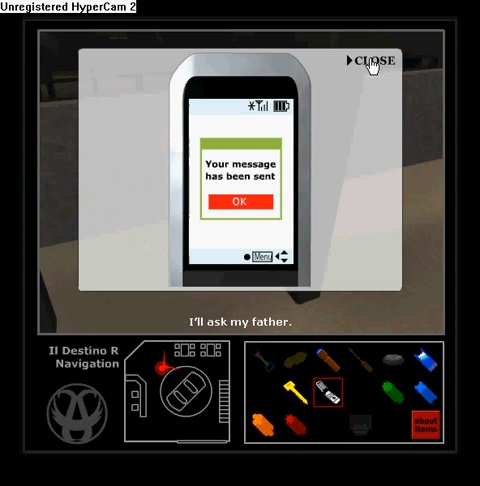 Unregistered HyperCam 2
CLOSE
Your message
has been sent
OK
Menu
I'll ask my father.
Il Destino R
Navigation
about
items